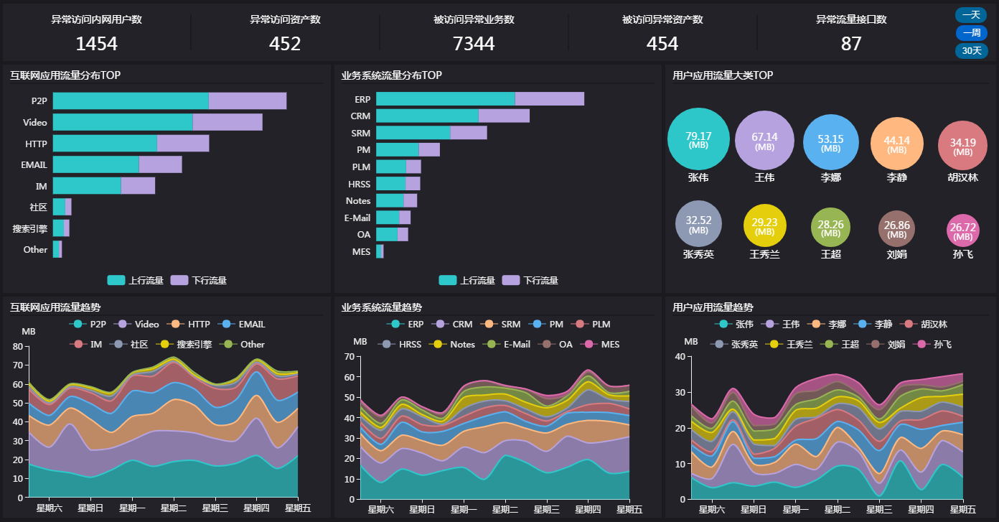 异常访问内网用户数
1454
异常访问资产数
452
被访问异常业务数
7344
被访问异常资产数
454
异常流量接口数
87
一天
一周
30天
互联网应用流量分布TOP
P2P
Video
HTTP
EMAIL
IM
社区
搜索引擎
Other
上行流量 下行流量
业务系统流量分布TOP
ERP
CRM
SRM
PM
PLM
HRSS
Notes
E-Mail
OA
MES
上行流量 下行流量
用户应用流量大类TOP
79.17
(MB)
张伟
67.14
(MB)
王伟
53.15
(MB)
李娜
44.14
(MB)
李静
34.19
(MB)
胡汉林
32.52
(MB)
张秀英
29.23
(MB)
王秀兰
28.26
(MB)
王超
26.86
(MB)
刘娟
26.72
(MB)
孙飞
互联网应用流量趋势
P2P Video HTTP EMAIL
IM 社区 搜索引擎 Other
MB
80
70
60
50
40
30
20
10
0
星期六 星期日 星期一 星期二 星期三 星期四 星期五
业务系统流量趋势
ERP CRM SRM PM PLM
HRSS Notes E-Mail OA MES
MB
70
60
50
40
30
20
10
0
星期六 星期日 星期一 星期二 星期三 星期四 星期五
用户应用流量趋势
张伟 王伟 李娜 李静 胡汉林
张秀英 王秀兰 王超 刘娟 孙飞
MB
40
30
20
10
0
星期六 星期日 星期一 星期二 星期三 星期四 星期五